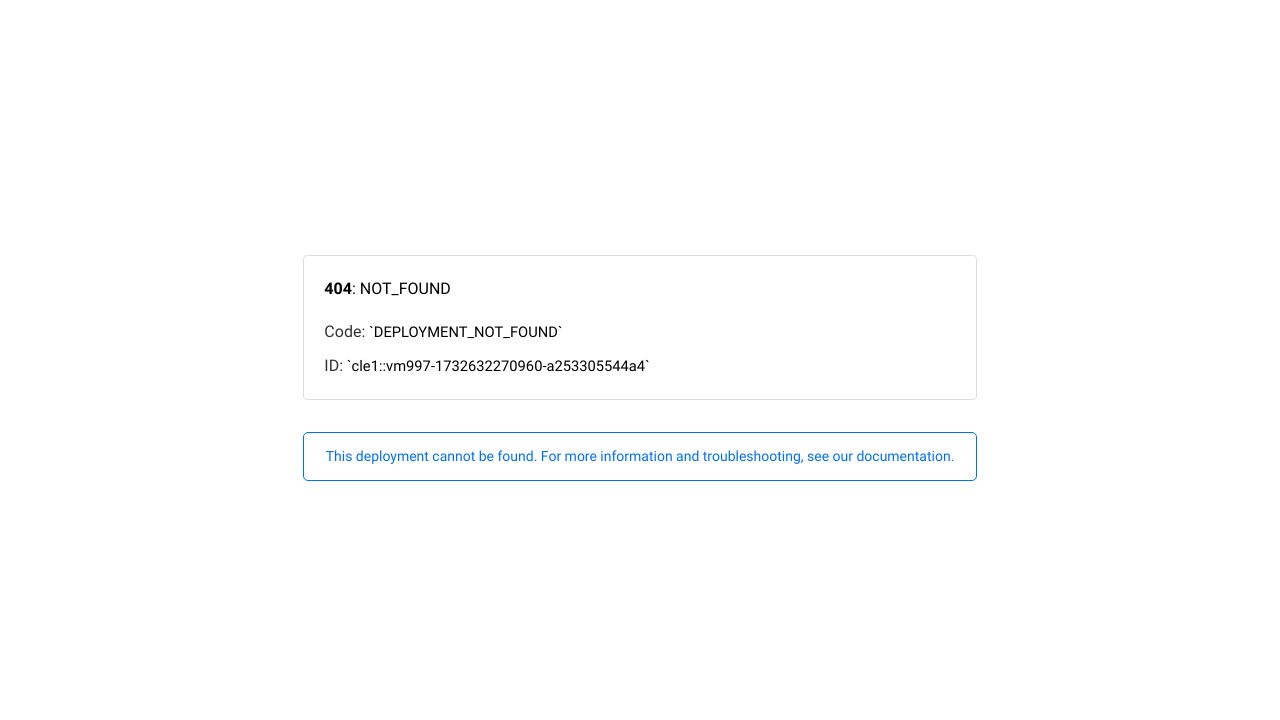 404: NOT_FOUND
Code: `DEPLOYMENT_NOT_FOUND`
ID: `cle1::vm997-1732632270960-a253305544a4`
This deployment cannot be found. For more information and troubleshooting, see our documentation.